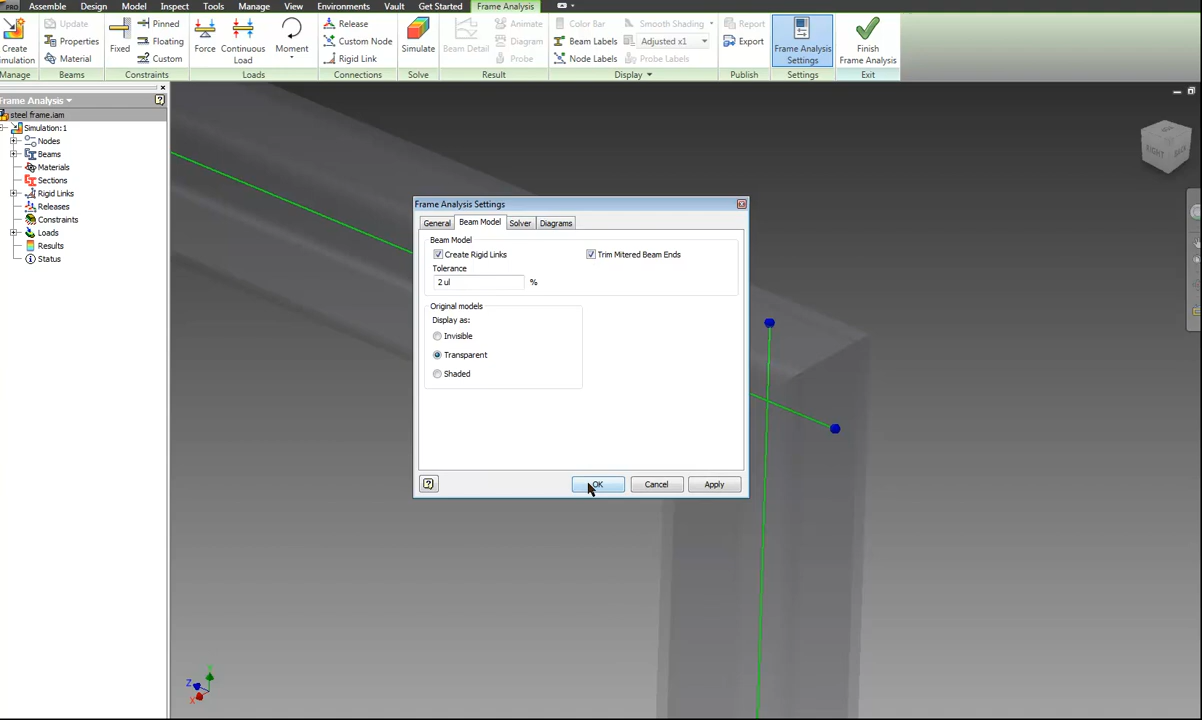 PRO Assemble Design Model Inspect Tools Manage View Environments Vault Get Started Frame Analysis
Create Simulation
Update
Properties
Material
Fixed
Pinned
Floating
Custom
Force
Continuous Load
Moment
Release
Custom Node
Rigid Link
Simulate
Beam Detail
Animate
Diagram
Probe
Color Bar
Beam Labels
Node Labels
Smooth Shading
Adjusted x1
Probe Labels
Report
Export
Frame Analysis Settings
Finish Frame Analysis
Manage Beams Constraints Loads Connections Solve Result Display Publish Settings Exit
Frame Analysis
steel frame.iam
Simulation:1
Nodes
Beams
Materials
Sections
Rigid Links
Releases
Constraints
Loads
Results
Status
Frame Analysis Settings
General Beam Model Solver Diagrams
Beam Model
Create Rigid Links Trim Mitered Beam Ends
Tolerance
2 ul %
Original models
Display as:
Invisible
Transparent
Shaded
OK Cancel Apply
RIGHT BACK
Y
Z
X